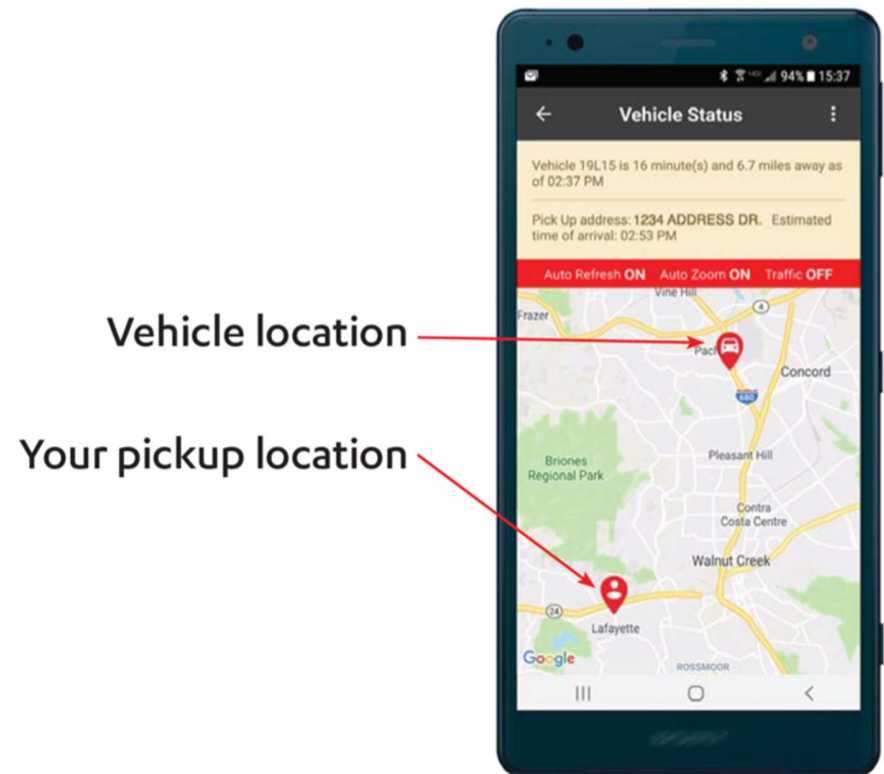 94% 15:37
Vehicle Status
Vehicle 19L15 is 16 minute(s) and 6.7 miles away as
of 02:37 PM
Pick Up address: 1234 ADDRESS DR. Estimated
time of arrival: 02:53 PM
Auto Refresh ON Auto Zoom ON Traffic OFF
Vine Hill
Frazer
4
Vehicle location
Concord
680
Your pickup location
Pleasant Hill
Briones
Regional Park
Contra
Costa Centre
Walnut Creek
24
Lafayette
Google
ROSSMOOR